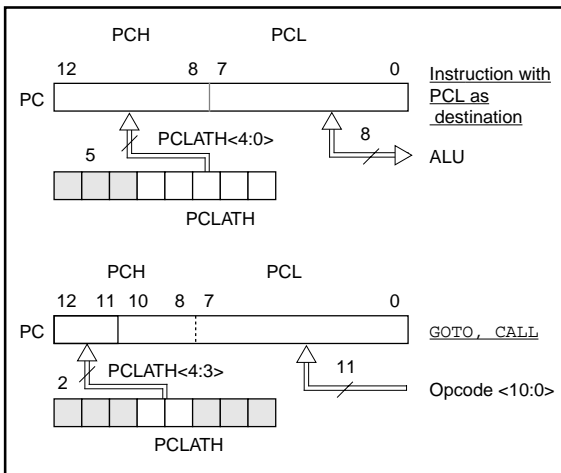 PCH PCL
12 8 7 0
PC
Instruction with
PCL as
destination
5
PCLATH<4:0>
8
ALU
PCLATH
PCH PCL
12 11 10 8 7 0
PC
GOTO, CALL
2
PCLATH<4:3>
11
Opcode <10:0>
PCLATH